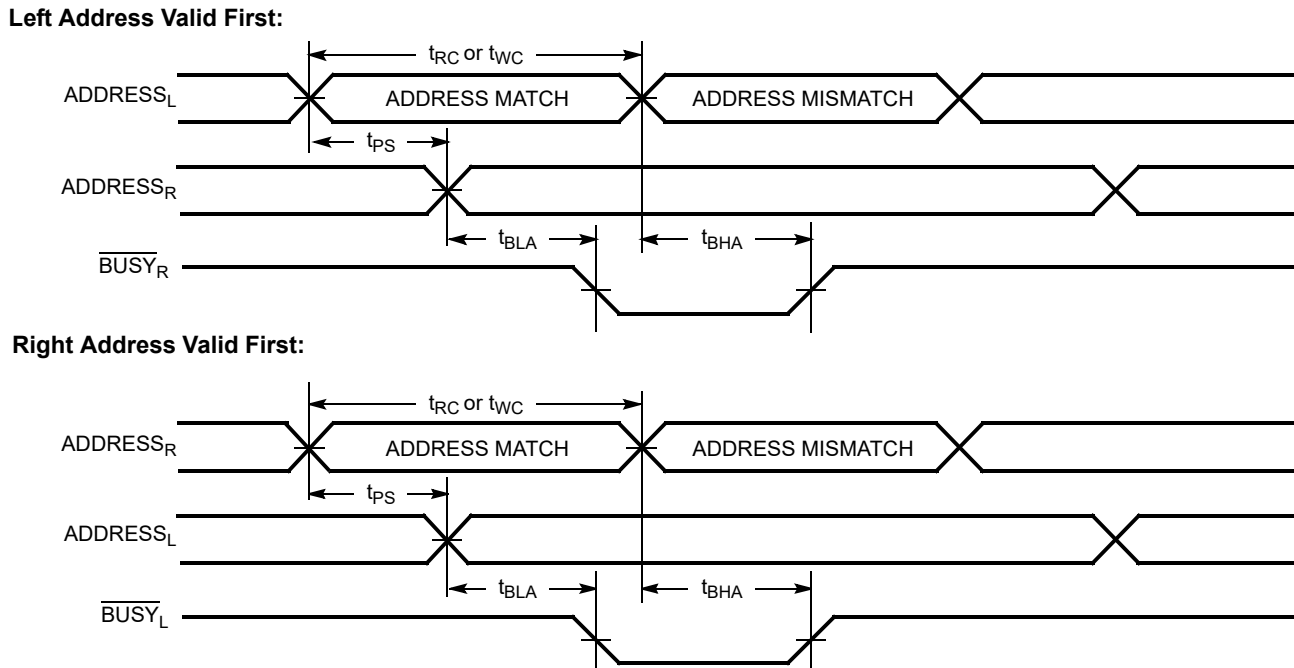 Left Address Valid First:
tRC or tWC
ADDRESSL
ADDRESS MATCH
ADDRESS MISMATCH
tPS
ADDRESSR
tBLA
tBHA
BUSYR
Right Address Valid First:
tRC or tWC
ADDRESSR
ADDRESS MATCH
ADDRESS MISMATCH
tPS
ADDRESSL
tBLA
tBHA
BUSYL